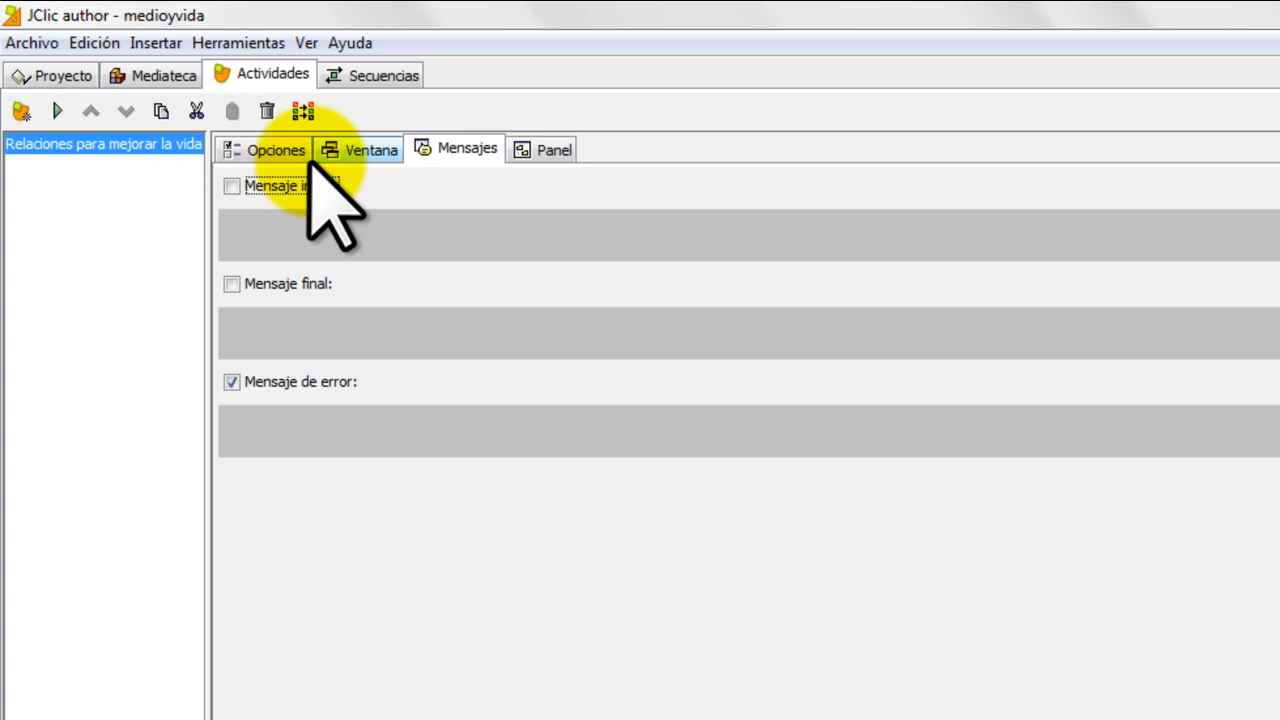 JClic author - medioyvida
Archivo Edición Insertar Herramientas Ver Ayuda
Proyecto Mediateca Actividades Secuencias
Relaciones para mejorar la vida
Opciones Ventana Mensajes Panel
Mensaje
Mensaje final:
Mensaje de error: